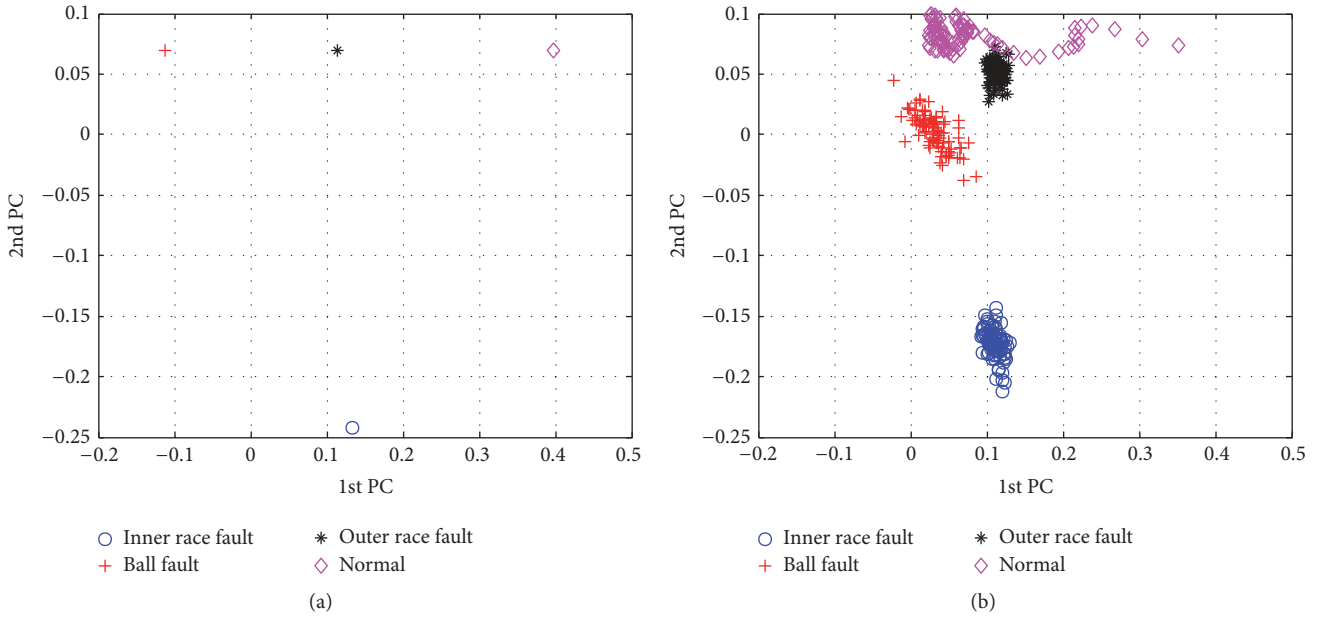 0.1
0.05
0
−0.05
−0.1
−0.15
−0.2
−0.25
2nd PC
−0.2 −0.1 0 0.1 0.2 0.3 0.4 0.5
1st PC
Inner race fault Outer race fault
Ball fault Normal
(a)
0.1
0.05
0
−0.05
−0.1
−0.15
−0.2
−0.25
2nd PC
−0.2 −0.1 0 0.1 0.2 0.3 0.4 0.5
1st PC
Inner race fault Outer race fault
Ball fault Normal
(b)